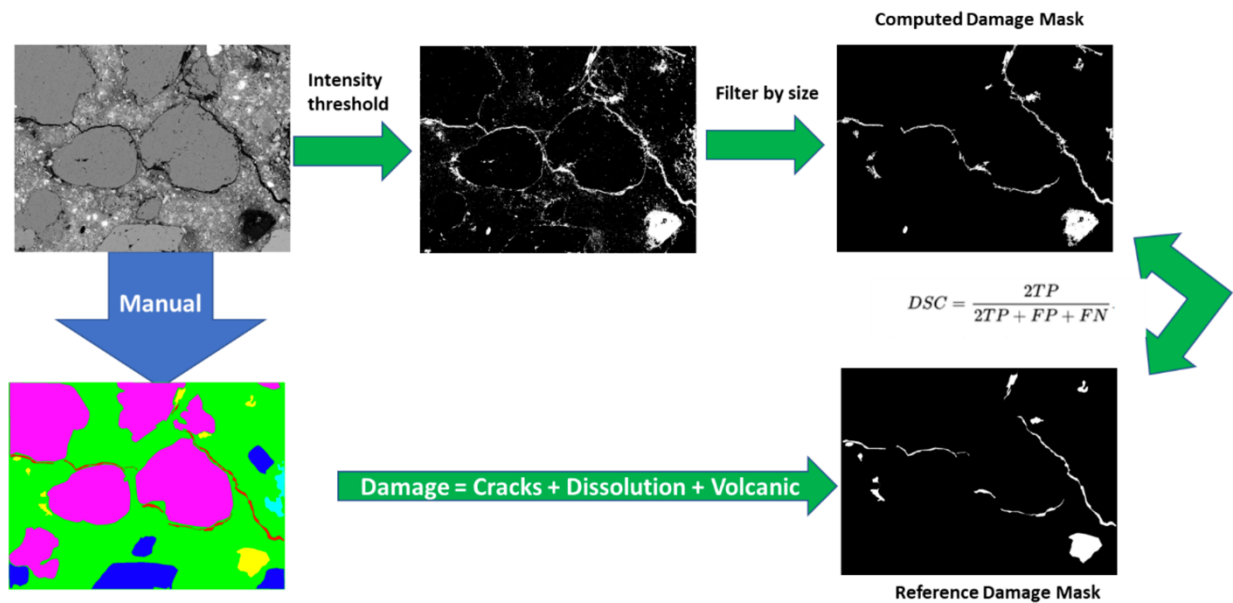 Computed Damage Mask
Intensity
threshold
Filter by size
Manual
DSC = 2TP / (2TP + FP + FN).
Damage = Cracks + Dissolution + Volcanic
Reference Damage Mask